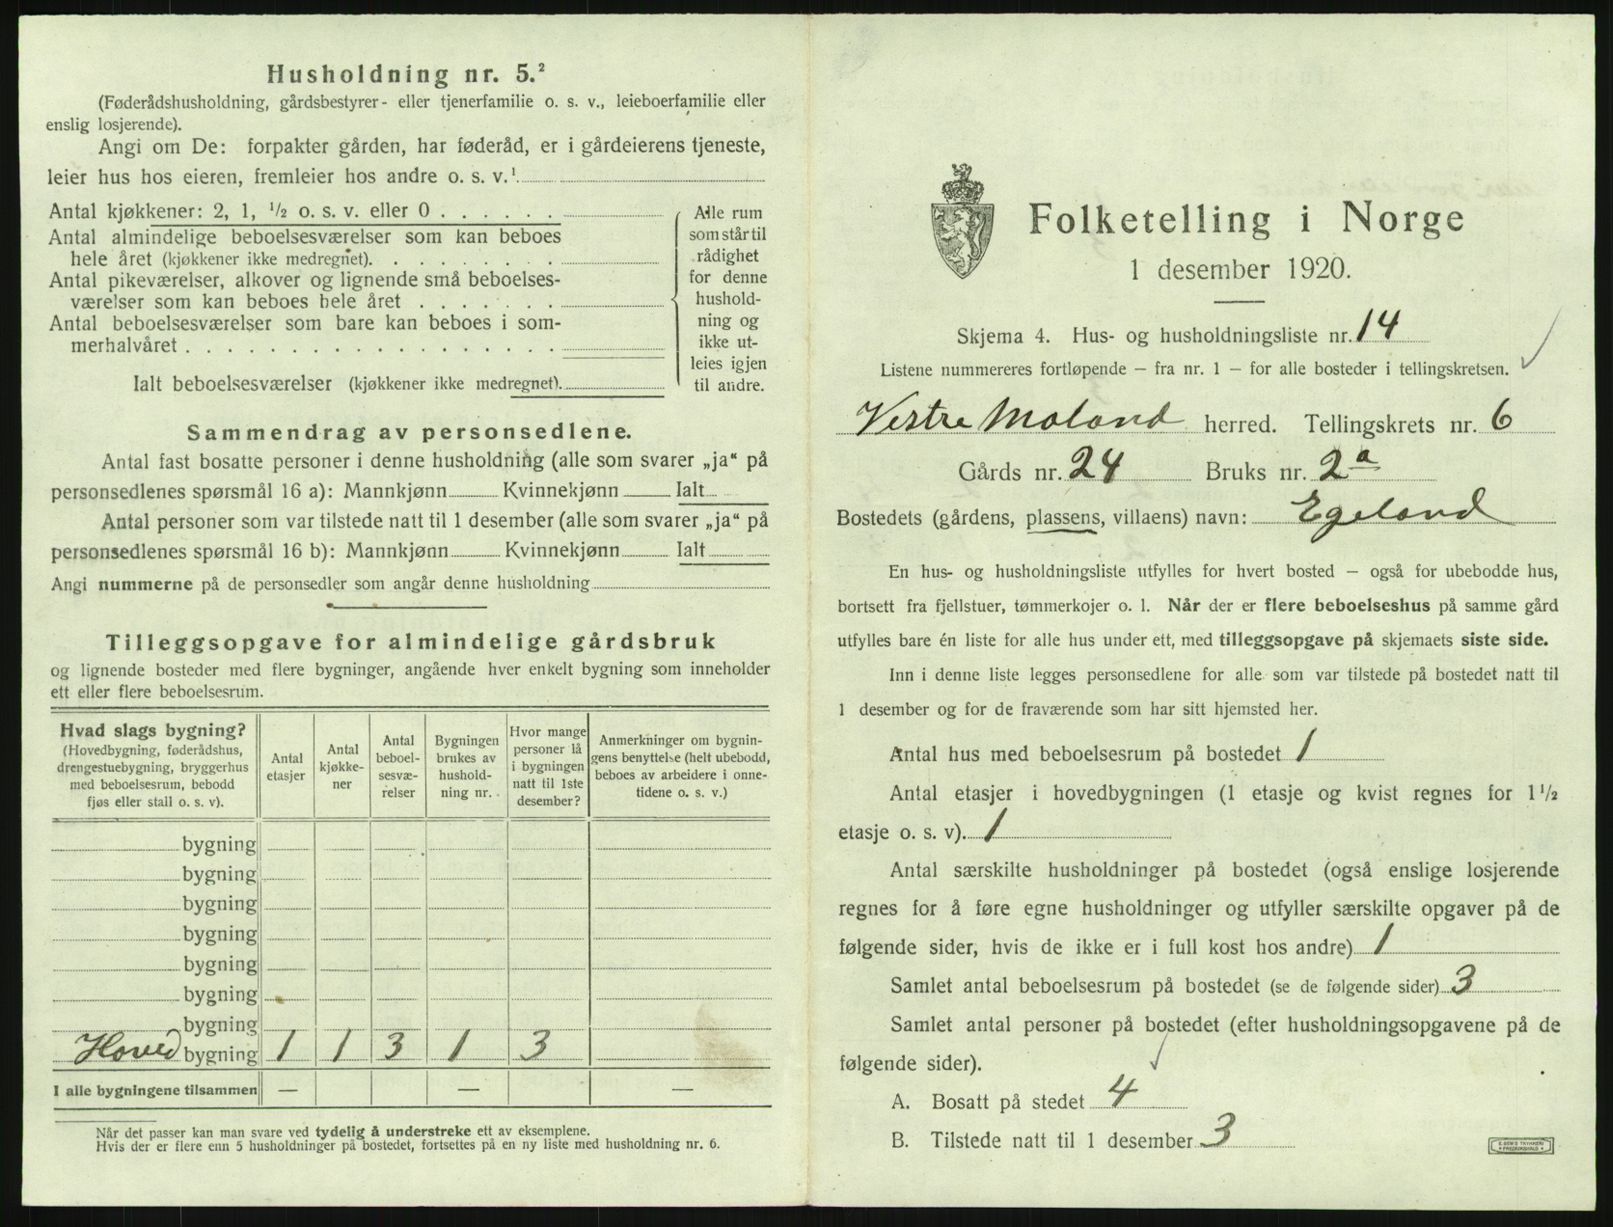 Husholdning nr. 5.²
(Føderådshusholdning, gårdsbestyrer- eller tjenerfamilie o. s. v., leieboerfamilie eller
enslig losjerende).
Angi om De: forpakter gården, har føderåd, er i gårdeierens tjeneste,
leier hus hos eieren, fremleier hos andre o. s. v.¹
Antal kjøkkener: 2, 1, ½ o. s. v. eller 0 . . . . . .
Antal almindelige beboelsesværelser som kan beboes
hele året (kjøkkener ikke medregnet). . . . . . . .
Antal pikeværelser, alkover og lignende små beboelses-
værelser som kan beboes hele året . . . . . . .
Antal beboelsesværelser som bare kan beboes i som-
merhalvåret . . . . . . . . . . . . . . . . . .
Ialt beboelsesværelser (kjøkkener ikke medregnet).
Alle rum
som står til
rådighet
for denne
hushold-
ning og
ikke ut-
leies igjen
til andre.
Sammendrag av personsedlene.
Antal fast bosatte personer i denne husholdning (alle som svarer „ja“ på
personsedlenes spørsmål 16 a): Mannkjønn Kvinnekjønn Ialt
Antal personer som var tilstede natt til 1 desember (alle som svarer „ja“ på
personsedlenes spørsmål 16 b): Mannkjønn Kvinnekjønn Ialt
Angi nummerne på de personsedler som angår denne husholdning
Tilleggsopgave for almindelige gårdsbruk
og lignende bosteder med flere bygninger, angående hver enkelt bygning som inneholder
ett eller flere beboelsesrum.
Hvad slags bygning?
(Hovedbygning, føderådshus,
drengestuebygning, bryggerhus
med beboelsesrum, bebodd
fjøs eller stall o. s. v).
Antal
etasjer
Antal
kjøkke-
ner
Antal
beboel-
sesvæ-
relser
Bygningen
brukes av
hushold-
ning nr.
Hvor mange
personer lå
i bygningen
natt til 1ste
desember?
Anmerkninger om bygnin-
gens benyttelse (helt ubebodd,
beboes av arbeidere i onne-
tidene o. s. v.)
bygning
bygning
bygning
bygning
bygning
bygning
bygning
Hoved bygning 1 1 3 1 3
I alle bygningene tilsammen — — —
Når det passer kan man svare ved tydelig å understreke ett av eksemplene.
Hvis der er flere enn 5 husholdninger på bostedet, fortsettes på en ny liste med husholdning nr. 6.
Folketelling i Norge
1 desember 1920.
Skjema 4. Hus- og husholdningsliste nr. 14
Listene nummereres fortløpende – fra nr. 1 – for alle bosteder i tellingskretsen.
Vestre Moland herred. Tellingskrets nr. 6
Gårds nr. 24 Bruks nr. 2 a
Bostedets (gårdens, plassens, villaens) navn: Egeland
En hus- og husholdningsliste utfylles for hvert bosted – også for ubebodde hus,
bortsett fra fjellstuer, tømmerkojer o. l. Når der er flere beboelseshus på samme gård
utfylles bare én liste for alle hus under ett, med tilleggsopgave på skjemaets siste side.
Inn i denne liste legges personsedlene for alle som var tilstede på bostedet natt til
1 desember og for de fraværende som har sitt hjemsted her.
Antal hus med beboelsesrum på bostedet 1
Antal etasjer i hovedbygningen (1 etasje og kvist regnes for 1½
etasje o. s. v). 1
Antal særskilte husholdninger på bostedet (også enslige losjerende
regnes for å føre egne husholdninger og utfyller særskilte opgaver på de
følgende sider, hvis de ikke er i full kost hos andre) 1
Samlet antal beboelsesrum på bostedet (se de følgende sider) 3
Samlet antal personer på bostedet (efter husholdningsopgavene på de
følgende sider).
A. Bosatt på stedet 4
B. Tilstede natt til 1 desember 3